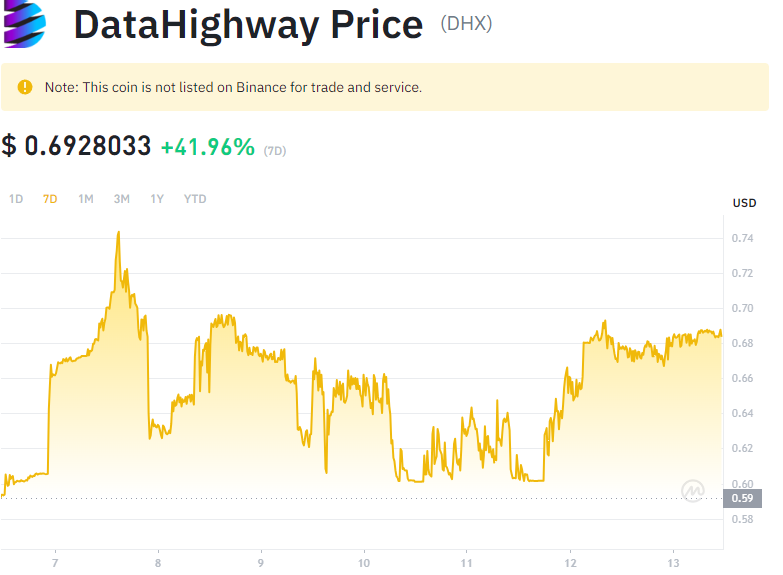 DataHighway Price (DHX)
Note: This coin is not listed on Binance for trade and service.
$ 0.6928033 +41.96% (7D)
1D 7D 1M 3M 1Y YTD
USD
0.74
0.72
0.70
0.68
0.66
0.64
0.62
0.60
0.59
0.58
7 8 9 10 11 12 13